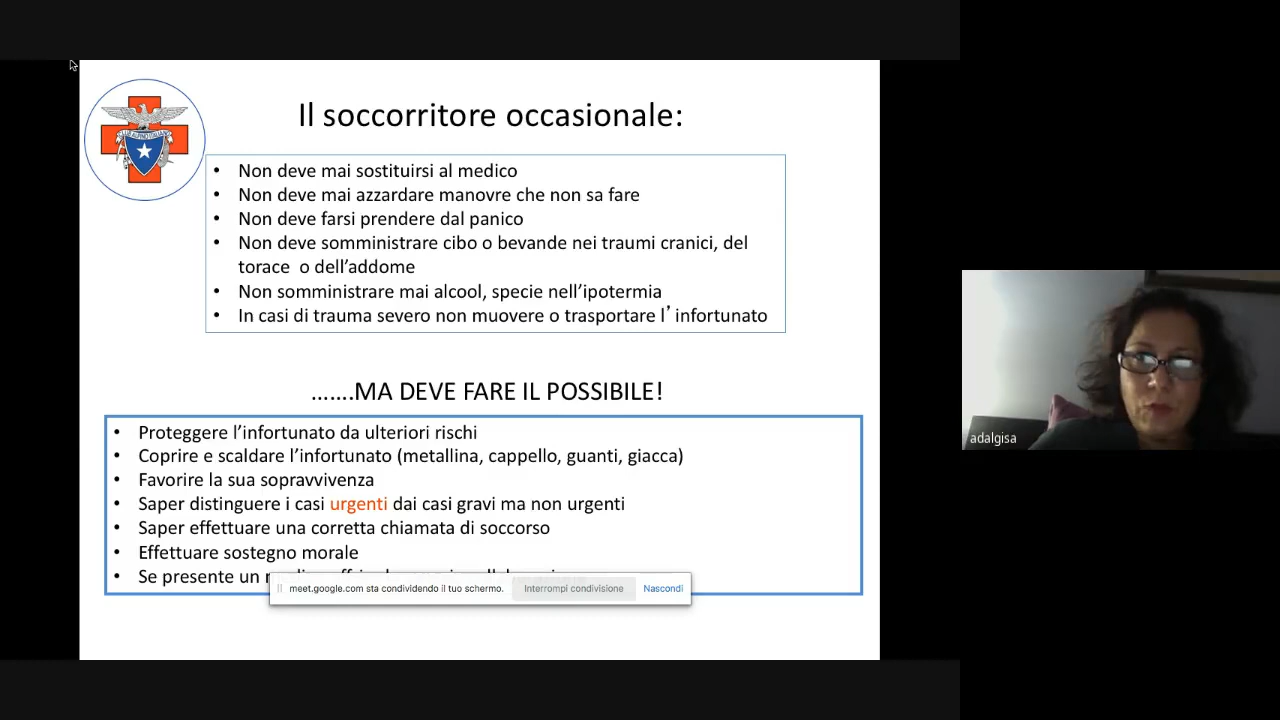 Il soccorritore occasionale:
• Non deve mai sostituirsi al medico
• Non deve mai azzardare manovre che non sa fare
• Non deve farsi prendere dal panico
• Non deve somministrare cibo o bevande nei traumi cranici, del
torace o dell’addome
• Non somministrare mai alcool, specie nell’ipotermia
• In casi di trauma severo non muovere o trasportare l’infortunato
…….MA DEVE FARE IL POSSIBILE!
• Proteggere l’infortunato da ulteriori rischi
• Coprire e scaldare l’infortunato (metallina, cappello, guanti, giacca)
• Favorire la sua sopravvivenza
• Saper distinguere i casi urgenti dai casi gravi ma non urgenti
• Saper effettuare una corretta chiamata di soccorso
• Effettuare sostegno morale
• Se presente un
meet.google.com sta condividendo il tuo schermo. Interrompi condivisione Nascondi
adalgisa